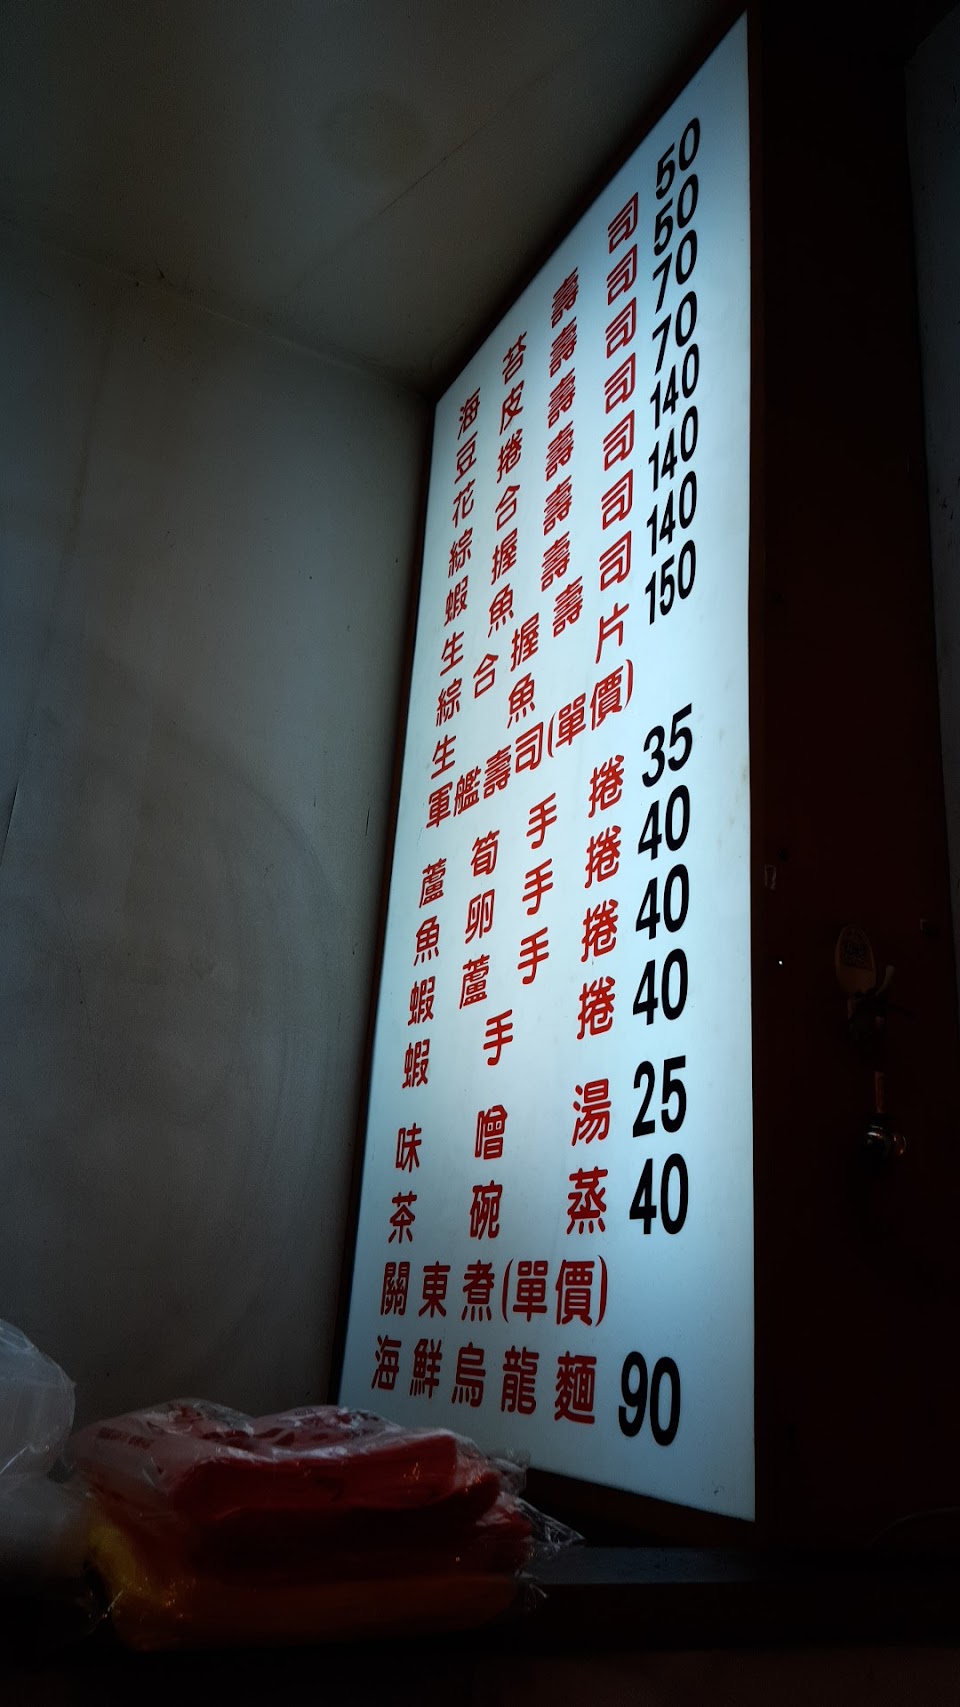 海苔壽司 50
豆皮壽司 50
花捲壽司 70
綜合壽司 70
蝦握壽司 140
生魚壽司 140
綜合握壽司 140
生魚片 150
軍艦壽司(單價)
蘆筍手捲 35
魚卵手捲 40
蝦蘆手捲 40
蝦手捲 40
味噌湯 25
茶碗蒸 40
關東煮(單價)
海鮮烏龍麵 90